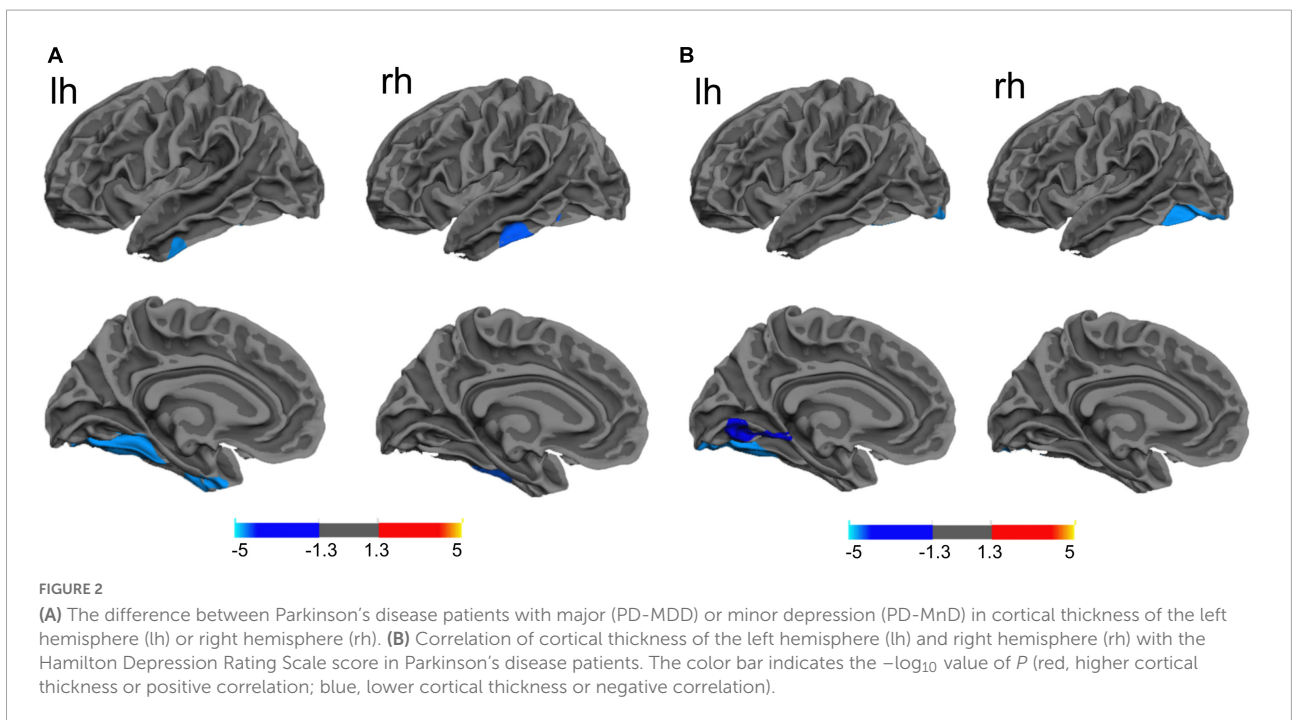 A
B
lh
rh
lh
rh
-5 -1.3 1.3 5
-5 -1.3 1.3 5
FIGURE 2
(A) The difference between Parkinson's disease patients with major (PD-MDD) or minor depression (PD-MnD) in cortical thickness of the left
hemisphere (lh) or right hemisphere (rh). (B) Correlation of cortical thickness of the left hemisphere (lh) and right hemisphere (rh) with the
Hamilton Depression Rating Scale score in Parkinson's disease patients. The color bar indicates the −log10 value of P (red, higher cortical
thickness or positive correlation; blue, lower cortical thickness or negative correlation).